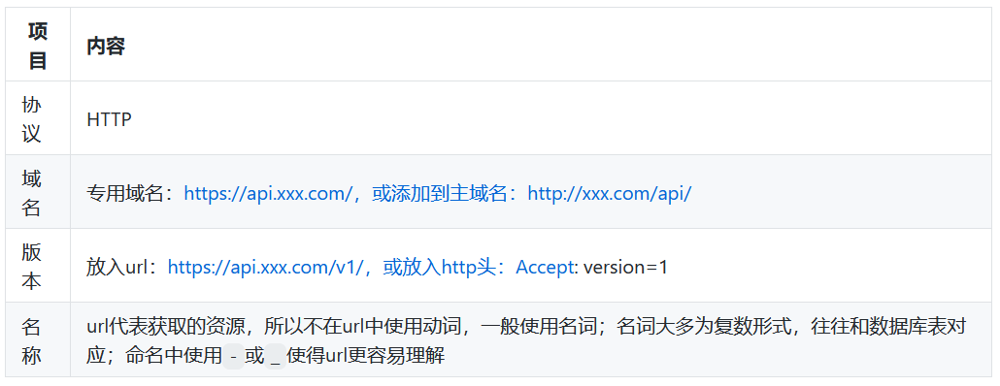 项目
内容
协议
HTTP
域名
专用域名：https://api.xxx.com/，或添加到主域名：http://xxx.com/api/
版本
放入url：https://api.xxx.com/v1/，或放入http头：Accept: version=1
名称
url代表获取的资源，所以不在url中使用动词，一般使用名词；名词大多为复数形式，往往和数据库表对
应；命名中使用 - 或 _ 使得url更容易理解